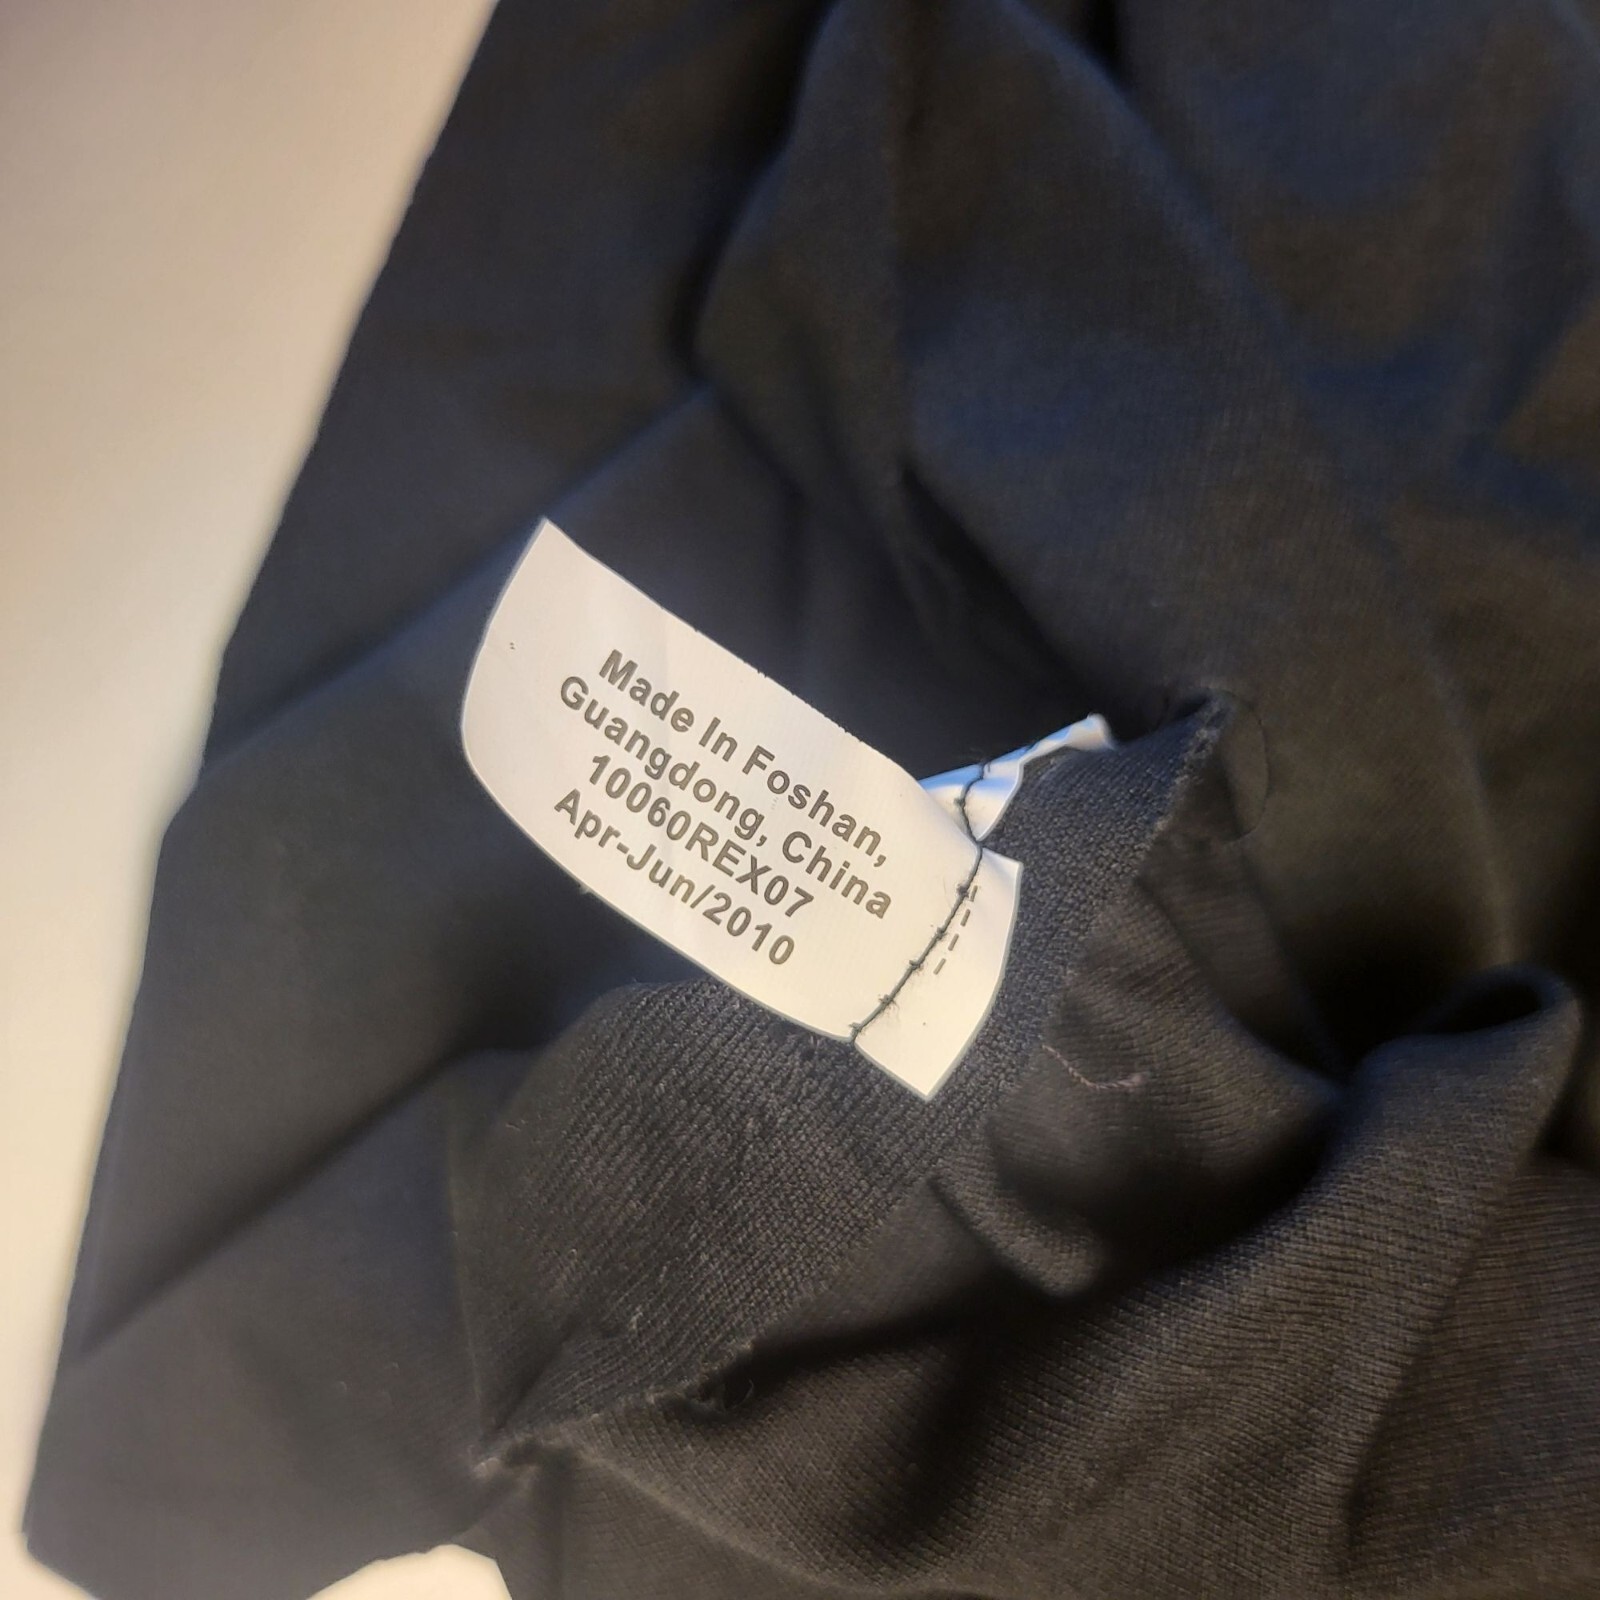 Made In Foshan,
Guangdong, China
10060REX07
Apr-Jun/2010